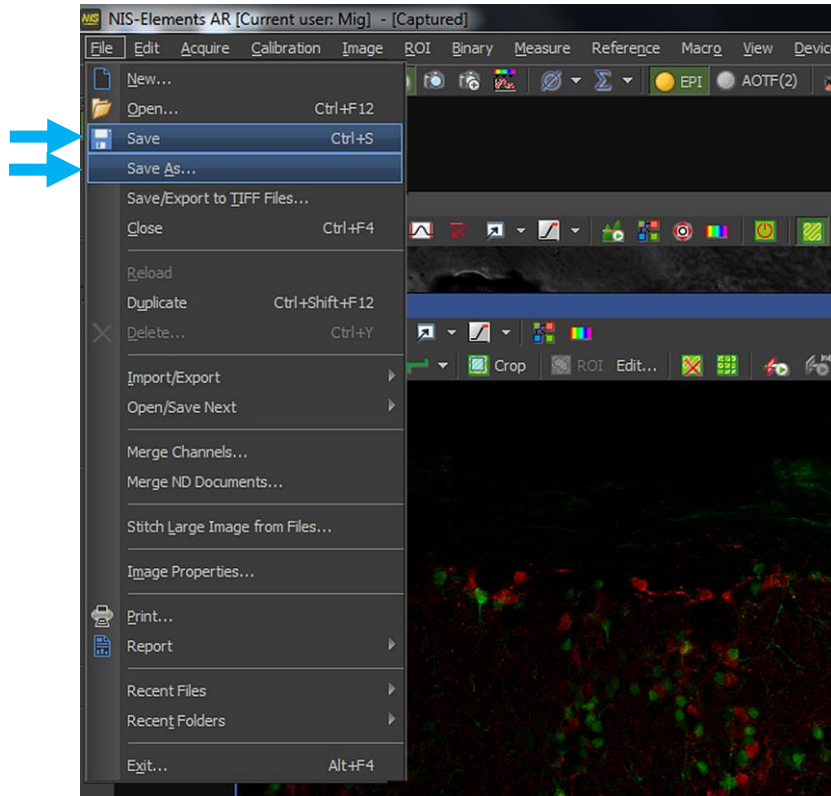 NIS NIS-Elements AR [Current user: Mig] - [Captured]
File Edit Acquire Calibration Image ROI Binary Measure Reference Macro View Devic
New...
EPI AOTF(2)
Open... Ctrl+F12
Save Ctrl+S
Save As...
Save/Export to TIFF Files...
Close Ctrl+F4
Reload
Duplicate Ctrl+Shift+F12
Delete... Ctrl+Y
Crop ROI Edit...
Import/Export
Open/Save Next
Merge Channels...
Merge ND Documents...
Stitch Large Image from Files...
Image Properties...
Print...
Report
Recent Files
Recent Folders
Exit... Alt+F4